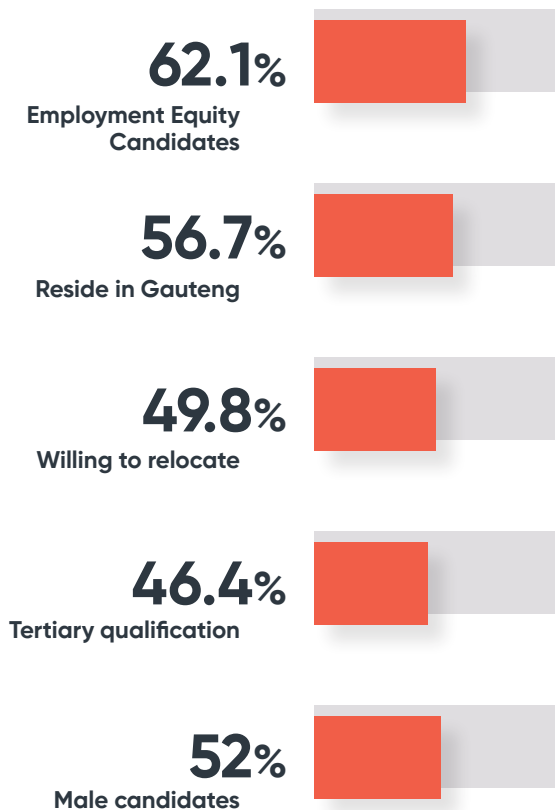 62.1%
Employment Equity
Candidates
56.7%
Reside in Gauteng
49.8%
Willing to relocate
46.4%
Tertiary qualification
52%
Male candidates